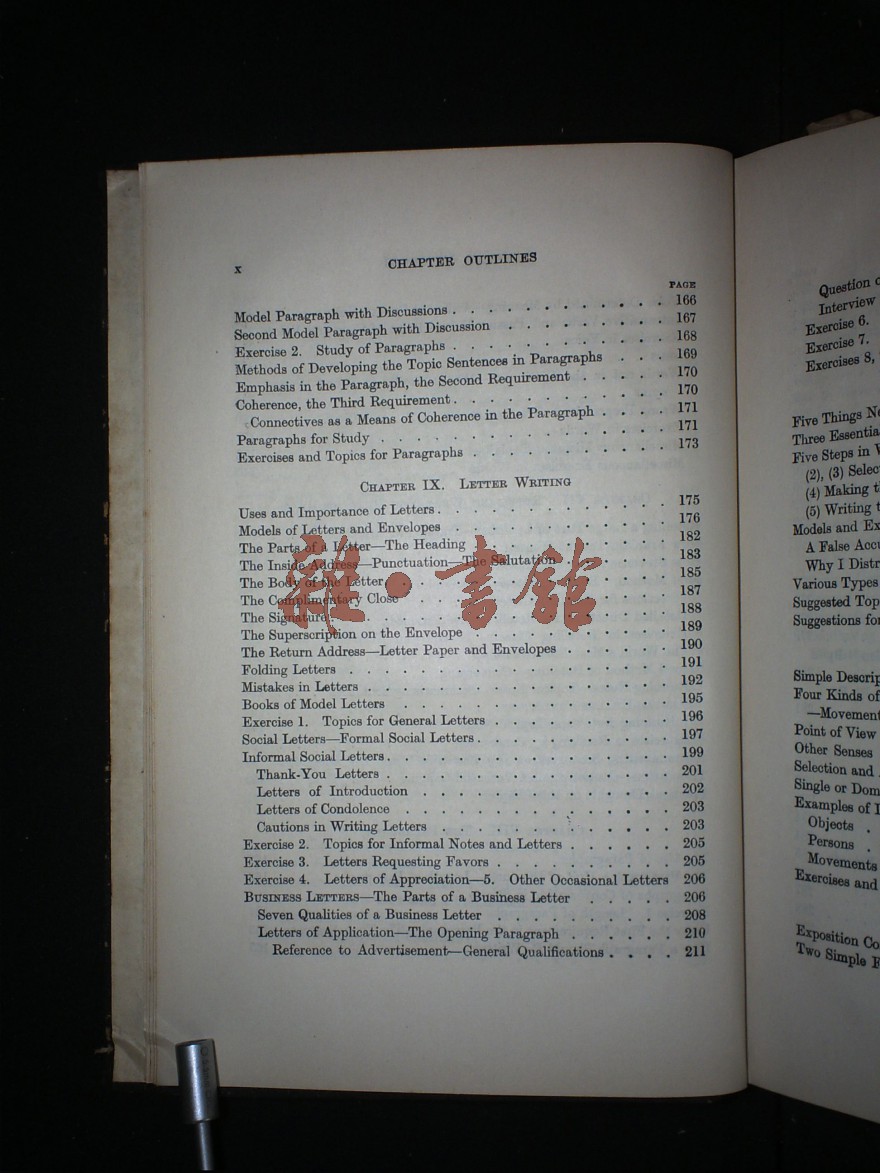 x
CHAPTER OUTLINES
PAGE
Model Paragraph with Discussions . . . . . . . . . . . . 166
Second Model Paragraph with Discussion . . . . . . . . . 167
Exercise 2. Study of Paragraphs . . . . . . . . . . . . 168
Methods of Developing the Topic Sentences in Paragraphs . . . 169
Emphasis in the Paragraph, the Second Requirement . . . . . 170
Coherence, the Third Requirement . . . . . . . . . . . . 170
Connectives as a Means of Coherence in the Paragraph . . . . 171
Paragraphs for Study . . . . . . . . . . . . . . . . 171
Exercises and Topics for Paragraphs . . . . . . . . . . . 173
CHAPTER IX. LETTER WRITING
Uses and Importance of Letters . . . . . . . . . . . . . 175
Models of Letters and Envelopes . . . . . . . . . . . . 176
The Parts of a Letter—The Heading . . . . . . . . . . . 182
The Inside Address—Punctuation—The Salutation . . . . . . 183
The Body of the Letter . . . . . . . . . . . . . . . 185
The Complimentary Close . . . . . . . . . . . . . . 187
The Signature . . . . . . . . . . . . . . . . . . 188
The Superscription on the Envelope . . . . . . . . . . . 189
The Return Address—Letter Paper and Envelopes . . . . . . 190
Folding Letters . . . . . . . . . . . . . . . . . 191
Mistakes in Letters . . . . . . . . . . . . . . . . 192
Books of Model Letters . . . . . . . . . . . . . . 195
Exercise 1. Topics for General Letters . . . . . . . . . . 196
Social Letters—Formal Social Letters . . . . . . . . . . . 197
Informal Social Letters . . . . . . . . . . . . . . . 199
Thank-You Letters . . . . . . . . . . . . . . . 201
Letters of Introduction . . . . . . . . . . . . . . 202
Letters of Condolence . . . . . . . . . . . . . . 203
Cautions in Writing Letters . . . . . . . . . . . . . 203
Exercise 2. Topics for Informal Notes and Letters . . . . . . 205
Exercise 3. Letters Requesting Favors . . . . . . . . . . 205
Exercise 4. Letters of Appreciation—5. Other Occasional Letters 206
BUSINESS LETTERS—The Parts of a Business Letter . . . . . 206
Seven Qualities of a Business Letter . . . . . . . . . . 208
Letters of Application—The Opening Paragraph . . . . . . 210
Reference to Advertisement—General Qualifications . . . . 211
雜·書館
Question
Interview
Exercise 6.
Exercise 7.
Exercises 8,
Five Things
Three
Five Steps in
(2), (3)
(4) Making
(5) Writing
Models and
A False
Why I
Various Types
Suggested
Suggestions
Simple
Four Kinds of
—Movement
Point of View
Other Senses
Selection and
Single or
Examples of
Objects .
Persons .
Movements
Exercises and
Exposition
Two Simple